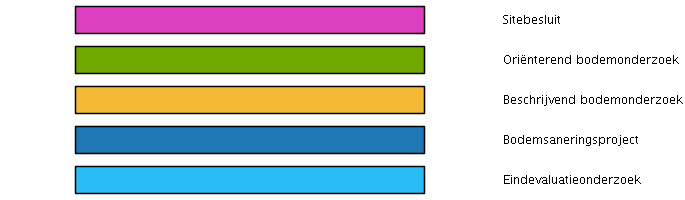 Sitebesluit
Oriënterend bodemonderzoek
Beschrijvend bodemonderzoek
Bodemsaneringsproject
Eindevaluatieonderzoek